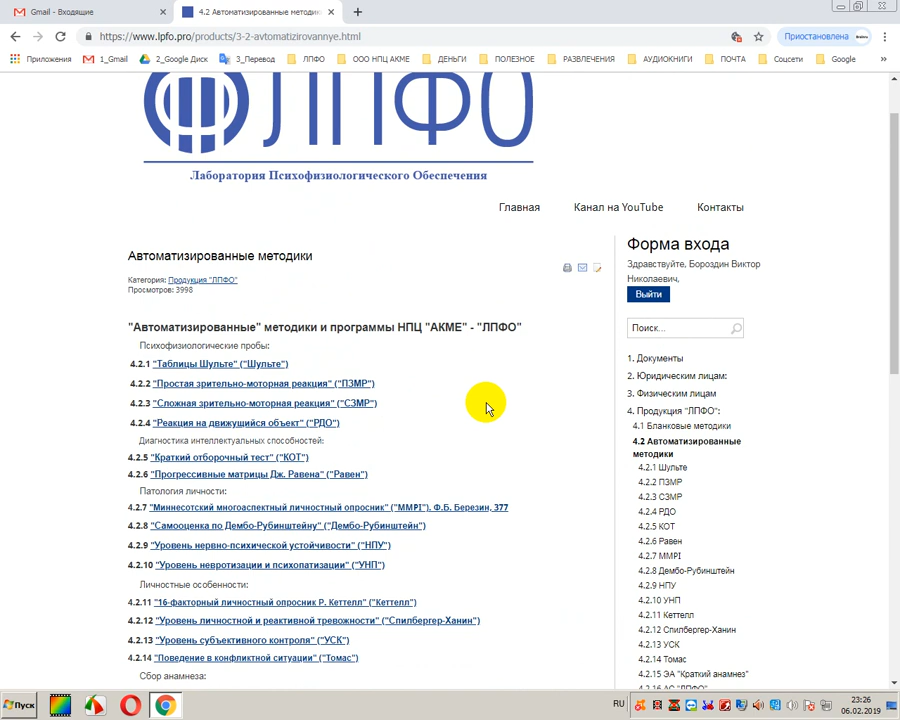 Gmail - Входящие
4.2 Автоматизированные методик
https://www.lpfo.pro/products/3-2-avtomatizirovannye.html
Приостановлена
Приложения
1_Gmail
2_Google Диск
3_Перевод
ЛПФО
ООО НПЦ АКМЕ
ДЕНЬГИ
ПОЛЕЗНОЕ
РАЗВЛЕЧЕНИЯ
АУДИОКНИГИ
ПОЧТА
Соцсети
Google
»
ЛПФО
Лаборатория Психофизиологического Обеспечения
Главная
Канал на YouTube
Контакты
Автоматизированные методики
Категория: Продукция "ЛПФО"
Просмотров: 3998
"Автоматизированные" методики и программы НПЦ "АКМЕ" - "ЛПФО"
Психофизиологические пробы:
4.2.1 "Таблицы Шульте" ("Шульте")
4.2.2 "Простая зрительно-моторная реакция" ("ПЗМР")
4.2.3 "Сложная зрительно-моторная реакция" ("СЗМР")
4.2.4 "Реакция на движущийся объект" ("РДО")
Диагностика интеллектуальных способностей:
4.2.5 "Краткий отборочный тест" ("КОТ")
4.2.6 "Прогрессивные матрицы Дж. Равена" ("Равен")
Патология личности:
4.2.7 "Миннесотский многоаспектный личностный опросник" ("MMPI"). Ф.Б. Березин, 377
4.2.8 "Самооценка по Дембо-Рубинштейну" ("Дембо-Рубинштейн")
4.2.9 "Уровень нервно-психической устойчивости" ("НПУ")
4.2.10 "Уровень невротизации и психопатизации" ("УНП")
Личностные особенности:
4.2.11 "16-факторный личностный опросник Р. Кеттелл" ("Кеттелл")
4.2.12 "Уровень личностной и реактивной тревожности" ("Спилбергер-Ханин")
4.2.13 "Уровень субъективного контроля" ("УСК")
4.2.14 "Поведение в конфликтной ситуации" ("Томас")
Сбор анамнеза:
Форма входа
Здравствуйте, Бороздин Виктор
Николаевич,
Выйти
Поиск...
1. Документы
2. Юридическим лицам:
3. Физическим лицам
4. Продукция "ЛПФО":
4.1 Бланковые методики
4.2 Автоматизированные
методики
4.2.1 Шульте
4.2.2 ПЗМР
4.2.3 СЗМР
4.2.4 РДО
4.2.5 КОТ
4.2.6 Равен
4.2.7 MMPI
4.2.8 Дембо-Рубинштейн
4.2.9 НПУ
4.2.10 УНП
4.2.11 Кеттелл
4.2.12 Спилбергер-Ханин
4.2.13 УСК
4.2.14 Томас
4.2.15 ЭА "Краткий анамнез"
4.2.16 АС "ЛПФО"
Пуск
RU
23:26
06.02.2019